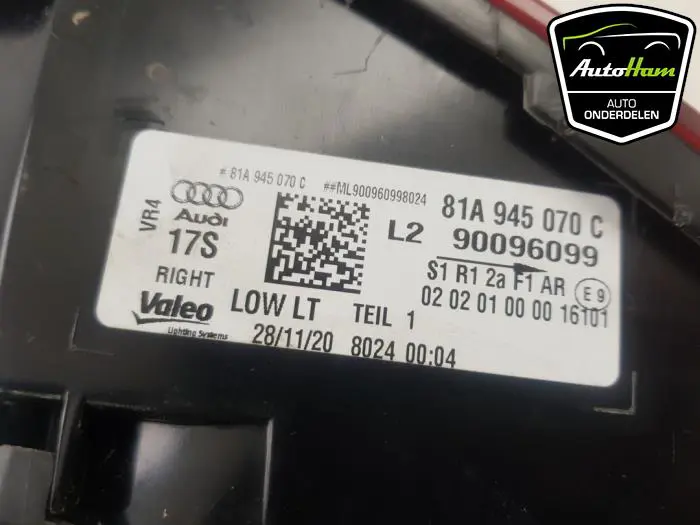 AutoHam
AUTO
ONDERDELEN
# 81A 945 070 C ##ML900960998024
VR4
Audi
17S
RIGHT
Valeo
Lighting Systems
LOW LT TEIL 1
28/11/20 8024 00:04
L2
81A 945 070 C
90096099
S1 R1 2a F1 AR
E 9
02 02 01 00 00 16101